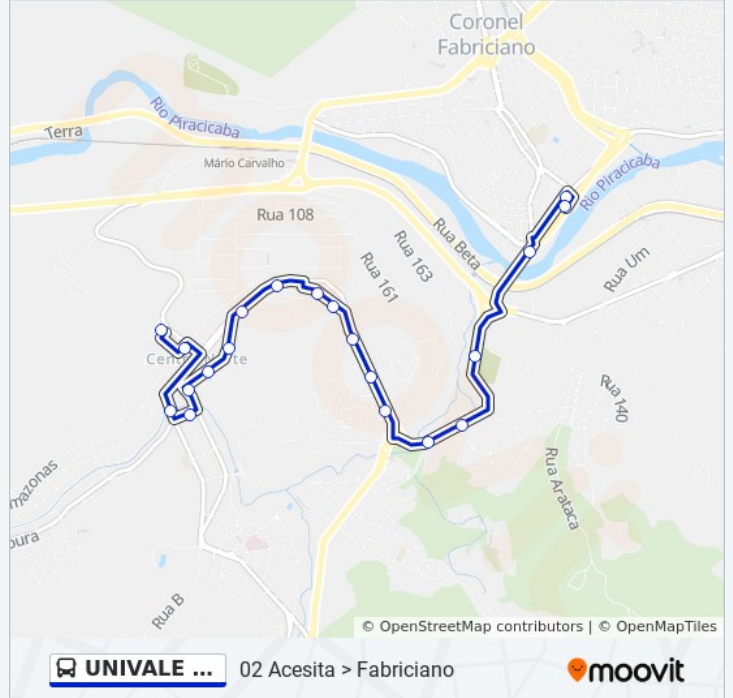 Coronel
Fabriciano
Rio Piracicaba
Terra
Mário Carvalho
Rio Piracicaba
Rua 108
Rua Beta
Rua 163
Rua 161
Rua Um
Rua 140
Rua Arataca
Rua B
© OpenStreetMap contributors | © OpenMapTiles
UNIVALE ...
02 Acesita > Fabriciano
moovit